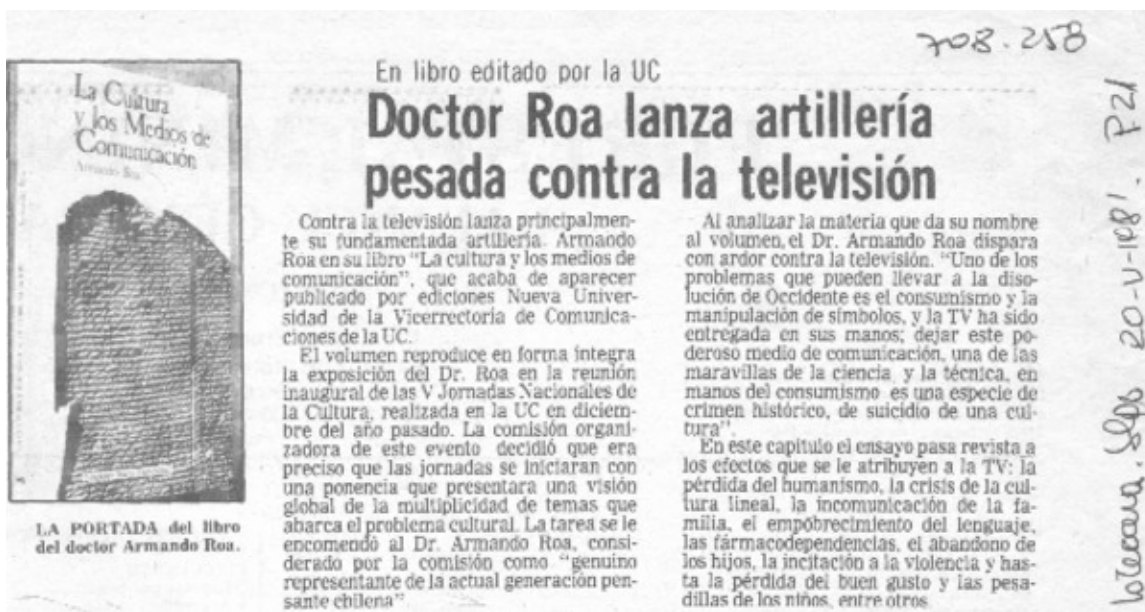 708.258
La Cultura
y los Medios de
Comunicación
Armando Roa
LA PORTADA del libro
del doctor Armando Roa.
En libro editado por la UC
Doctor Roa lanza artillería
pesada contra la televisión
Contra la televisión lanza principalmen-
te su fundamentada artillería. Armando
Roa en su libro "La cultura y los medios de
comunicación", que acaba de aparecer
publicado por ediciones Nueva Univer-
sidad de la Vicerrectoría de Comunica-
ciones de la UC.
El volumen reproduce en forma íntegra
la exposición del Dr. Roa en la reunión
inaugural de las V Jornadas Nacionales de
la Cultura, realizada en la UC en diciem-
bre del año pasado. La comisión organi-
zadora de este evento decidió que era
preciso que las jornadas se iniciaran con
una ponencia que presentara una visión
global de la multiplicidad de temas que
abarca el problema cultural. La tarea se le
encomendó al Dr. Armando Roa, consi-
derado por la comisión como "genuino
representante de la actual generación pen-
sante chilena"
Al analizar la materia que da su nombre
al volumen, el Dr. Armando Roa dispara
con ardor contra la televisión. "Uno de los
problemas que pueden llevar a la diso-
lución de Occidente es el consumismo y la
manipulación de símbolos, y la TV ha sido
entregada en sus manos; dejar este po-
deroso medio de comunicación, una de las
maravillas de la ciencia y la técnica, en
manos del consumismo es una especie de
crimen histórico, de suicidio de una cul-
tura".
En este capítulo el ensayo pasa revista a
los efectos que se le atribuyen a la TV: la
pérdida del humanismo, la crisis de la cul-
tura lineal, la incomunicación de la fa-
milia, el empobrecimiento del lenguaje,
las fármacodependencias, el abandono de
los hijos, la incitación a la violencia y has-
ta la pérdida del buen gusto y las pesa-
dillas de los niños, entre otros
Stgo 20-V-1981. P.21